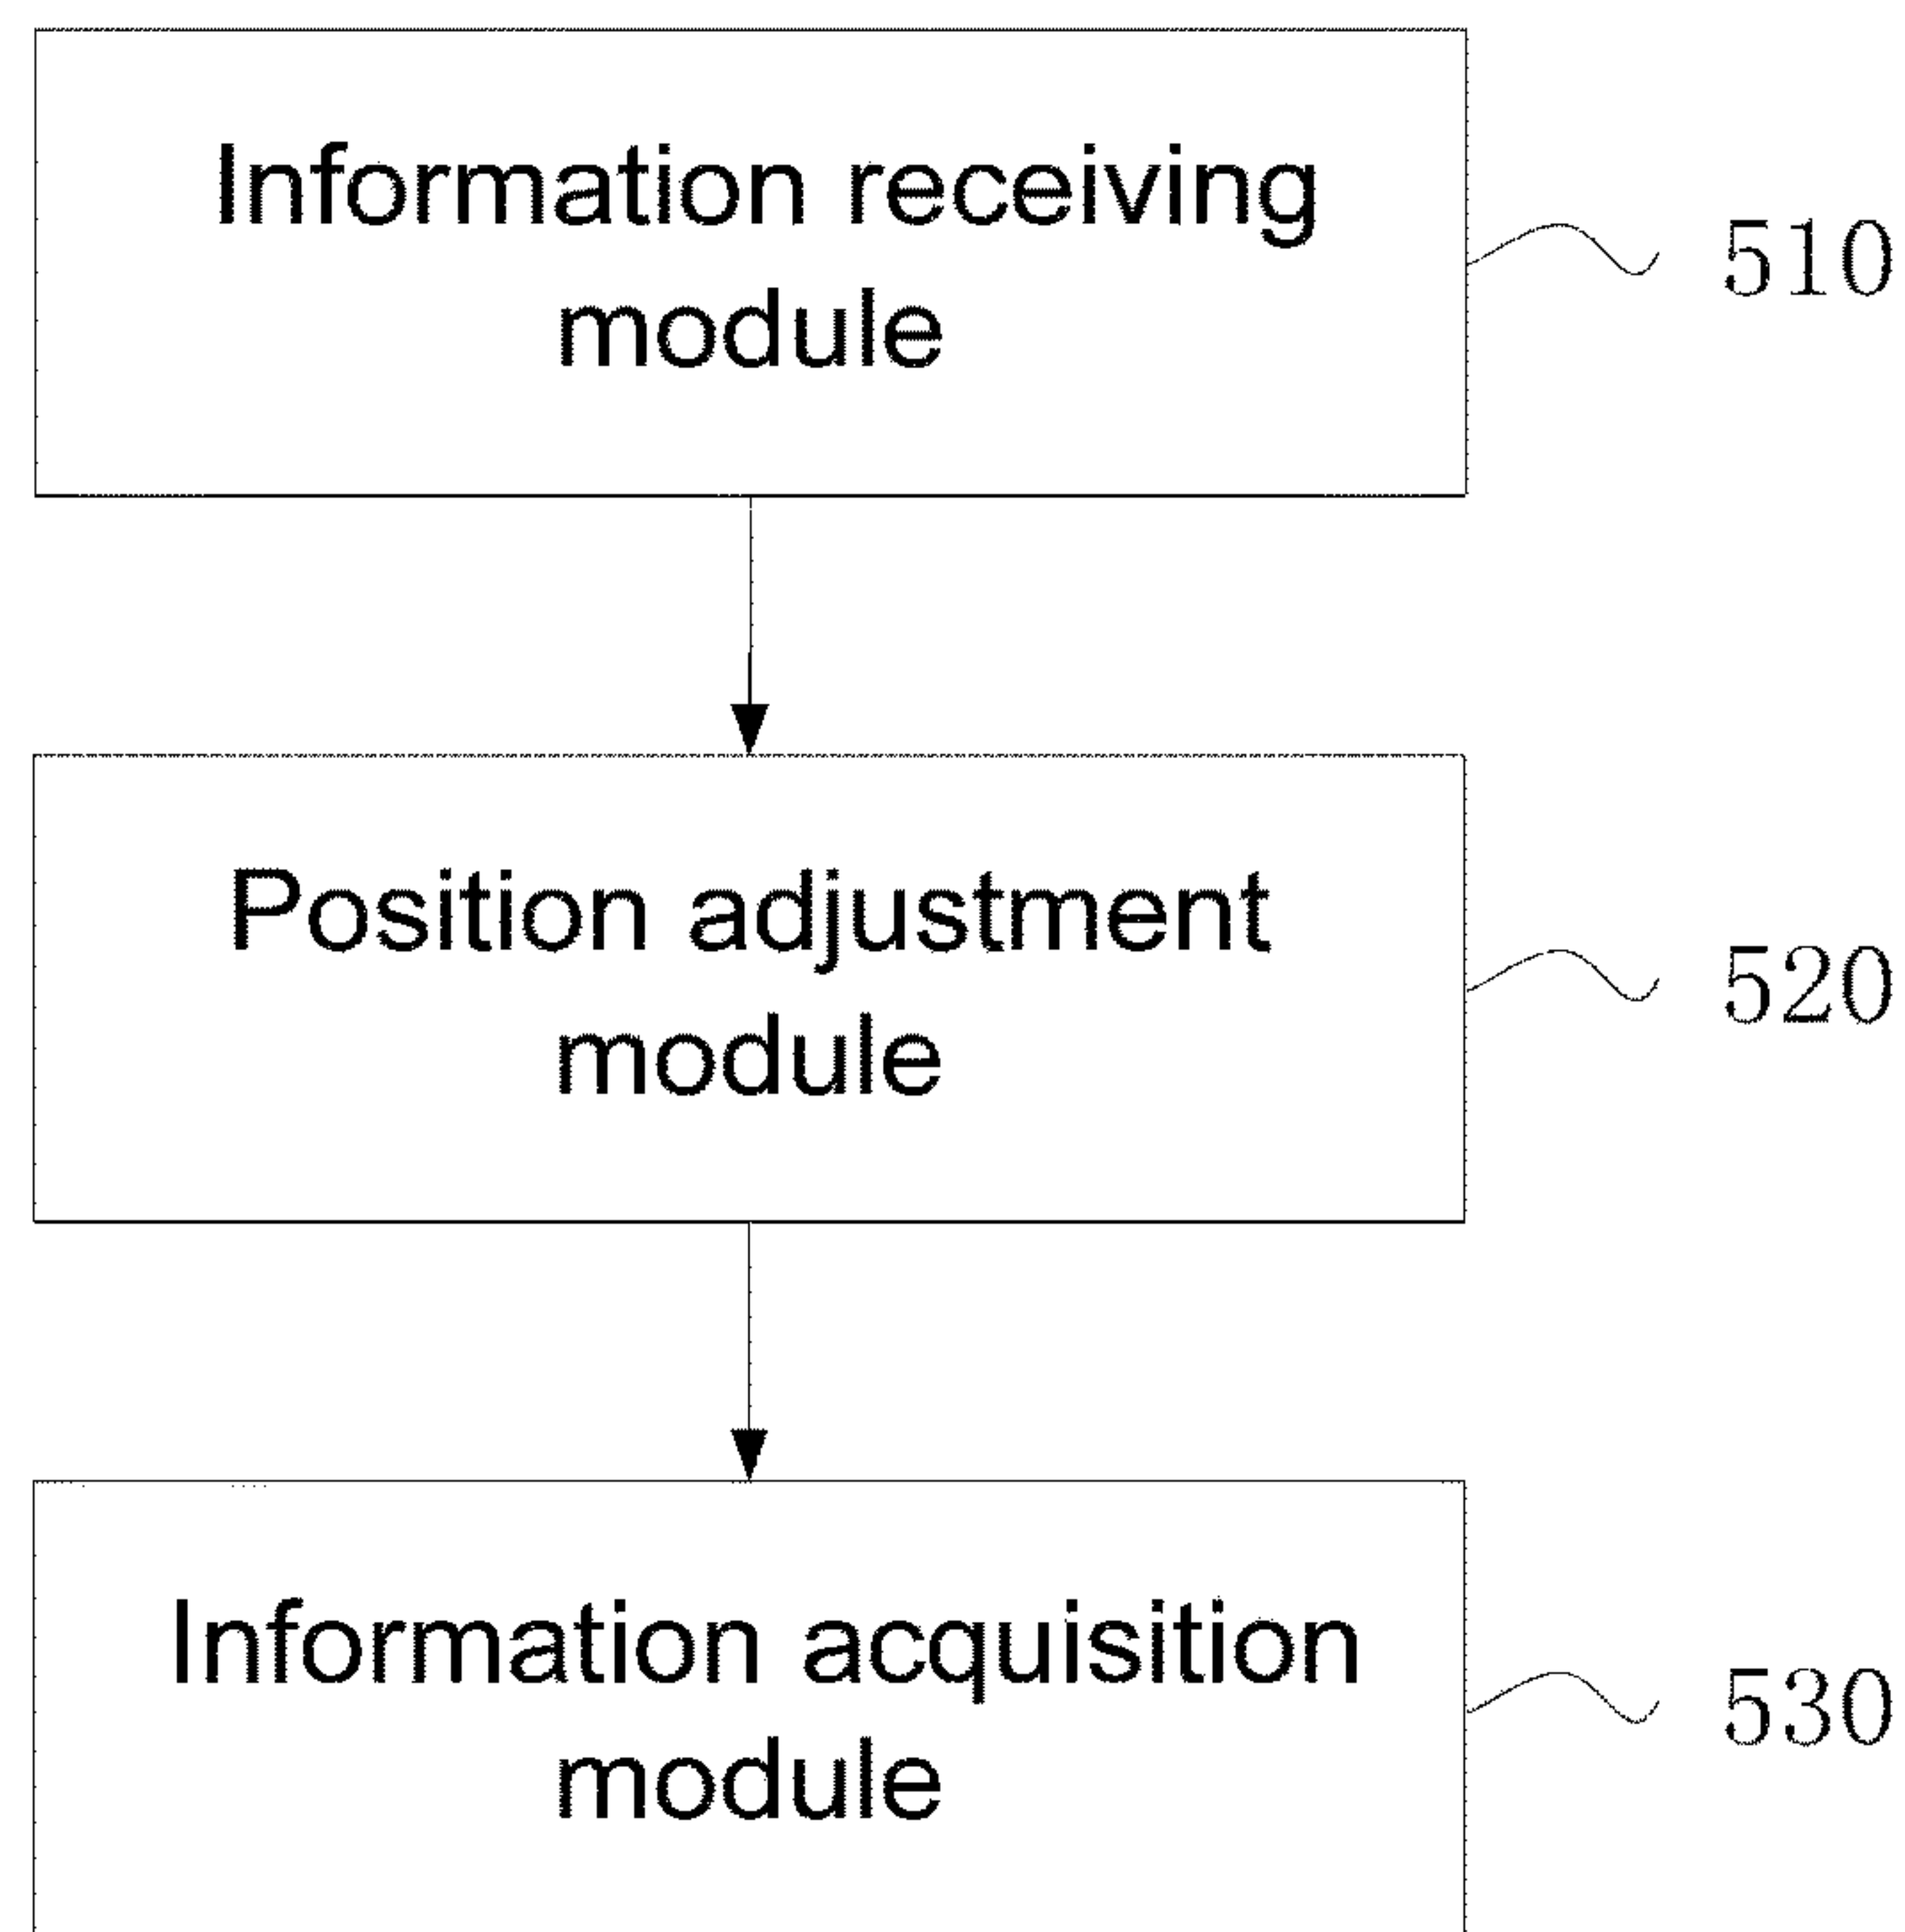 Information receiving
module
510
Position adjustment
module
520
Information acquisition
module
530